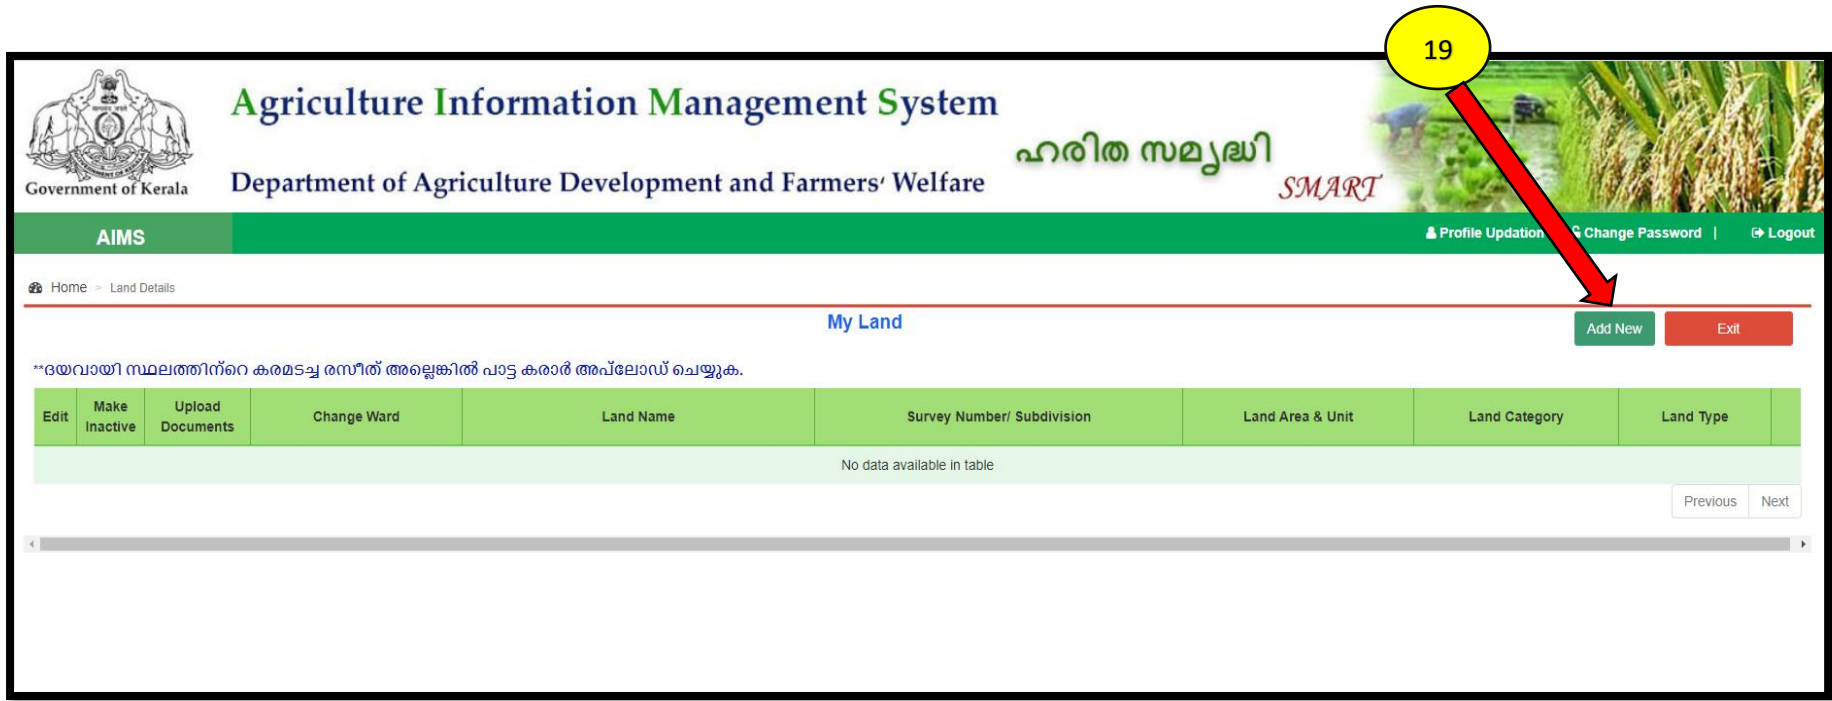 19
Agriculture Information Management System
ഹരിത സമൃദ്ധി
Department of Agriculture Development and Farmers' Welfare
SMART
Government of Kerala
AIMS
Profile Updation Change Password | Logout
Home > Land Details
My Land
Add New Exit
**ദയവായി സ്ഥലത്തിന്റെ കരമടച്ച രസീത് അല്ലെങ്കിൽ പാട്ട കരാർ അപ്‌ലോഡ് ചെയ്യുക.
Edit Make Inactive Upload Documents Change Ward Land Name Survey Number/ Subdivision Land Area & Unit Land Category Land Type
No data available in table
Previous Next